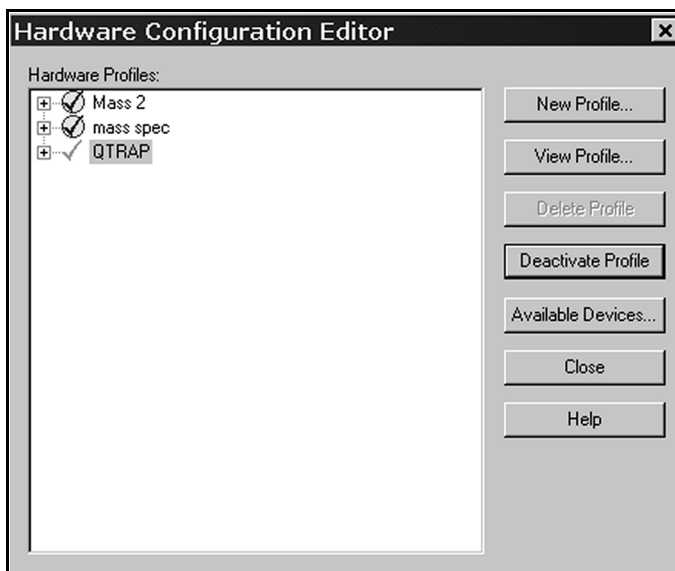 Hardware Configuration Editor
Hardware Profiles:
Mass 2
mass spec
QTRAP
New Profile...
View Profile...
Delete Profile
Deactivate Profile
Available Devices...
Close
Help